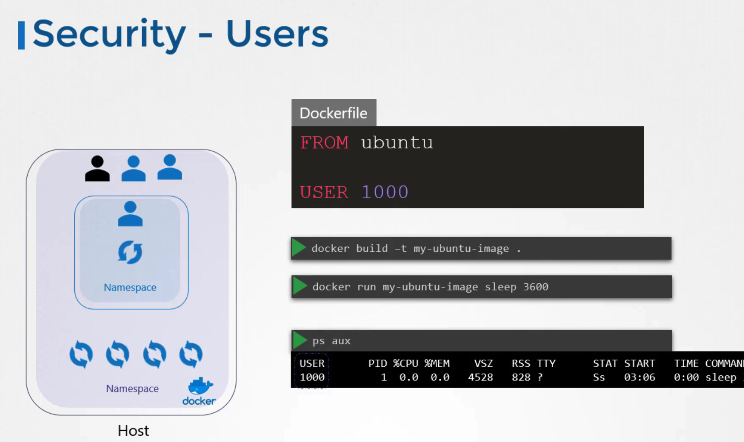 Security - Users
Dockerfile
FROM ubuntu
USER 1000
docker build –t my-ubuntu-image .
docker run my-ubuntu-image sleep 3600
ps aux
USER PID %CPU %MEM VSZ RSS TTY STAT START TIME COMMAND
1000 1 0.0 0.0 4528 828 ? Ss 03:06 0:00 sleep
Namespace
Namespace
docker
Host